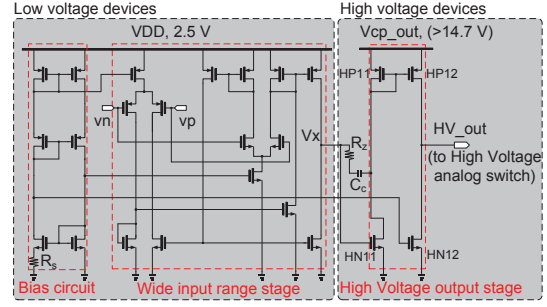 Low voltage devices
High voltage devices
VDD, 2.5 V
Vcp_out, (>14.7 V)
HP11
HP12
vn
vp
Vx
Rz
Cc
HV_out
(to High Voltage
analog switch)
Rs
HN11
HN12
Bias circuit
Wide input range stage
High Voltage output stage